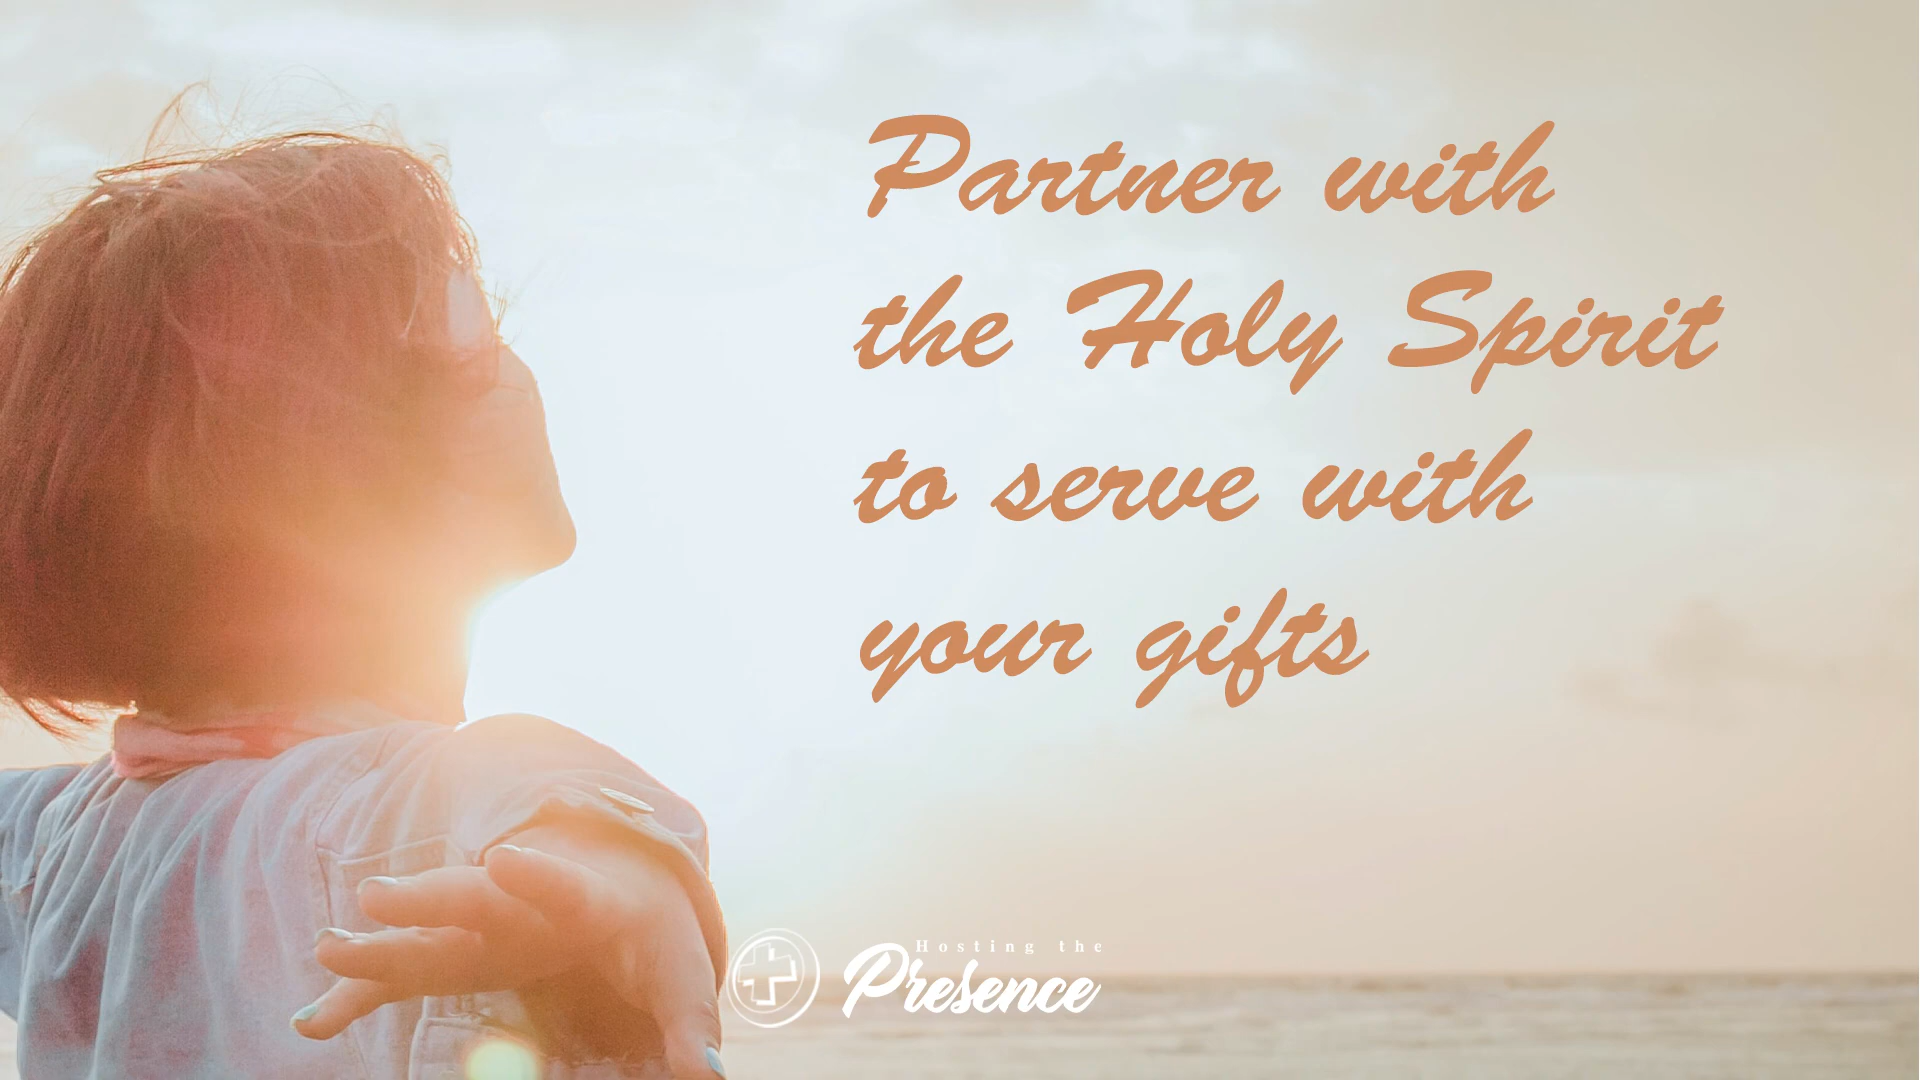 Partner with
the Holy Spirit
to serve with
your gifts
Hosting the
Presence